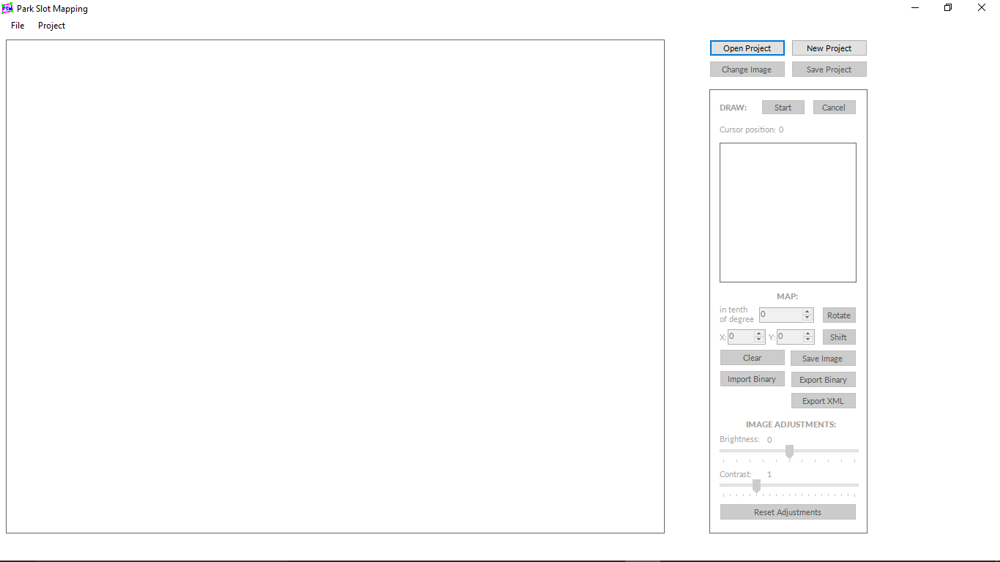 PSM Park Slot Mapping
File Project
Open Project New Project
Change Image Save Project
DRAW: Start Cancel
Cursor position: 0
MAP:
in tenth
of degree 0 Rotate
X: 0 Y: 0 Shift
Clear Save Image
Import Binary Export Binary
Export XML
IMAGE ADJUSTMENTS:
Brightness: 0
Contrast: 1
Reset Adjustments